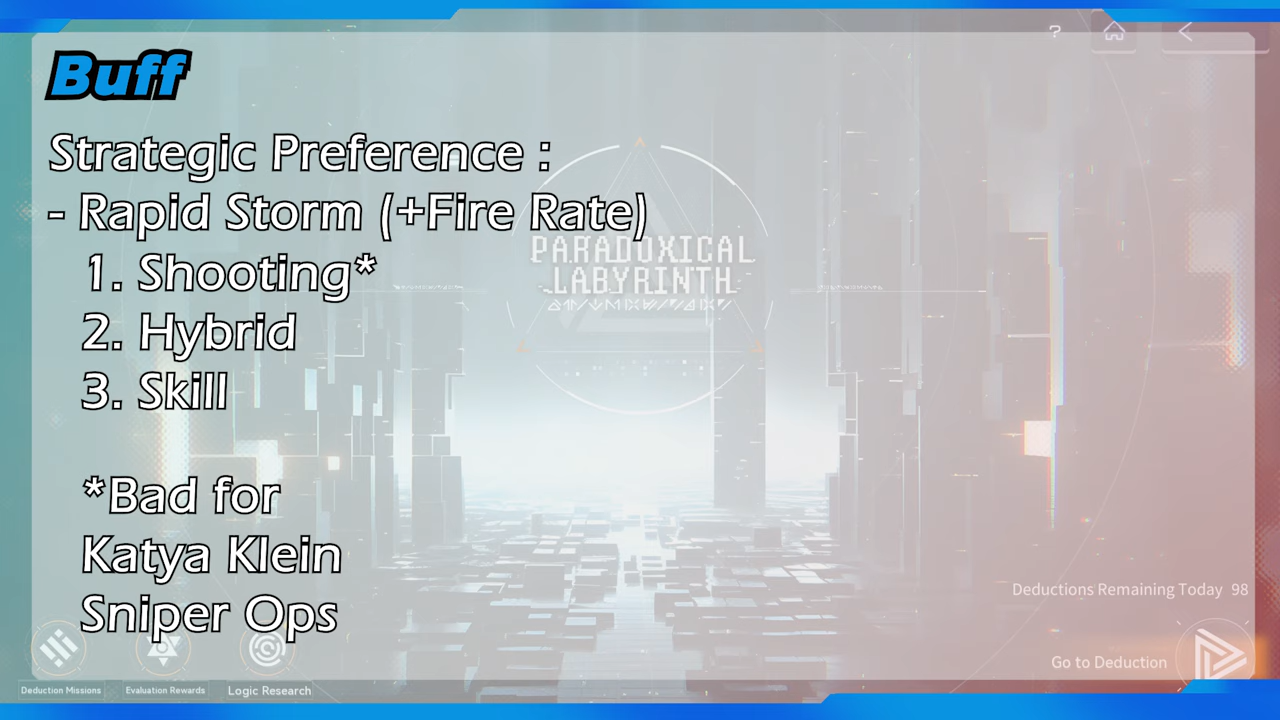 Buff
?
Strategic Preference :
- Rapid Storm (+Fire Rate)
PARADOXICAL
LABYRINTH
1. Shooting*
2. Hybrid
3. Skill
*Bad for
Katya Klein
Sniper Ops
Deductions Remaining Today 98
Go to Deduction
Deduction Missions
Evaluation Rewards
Logic Research